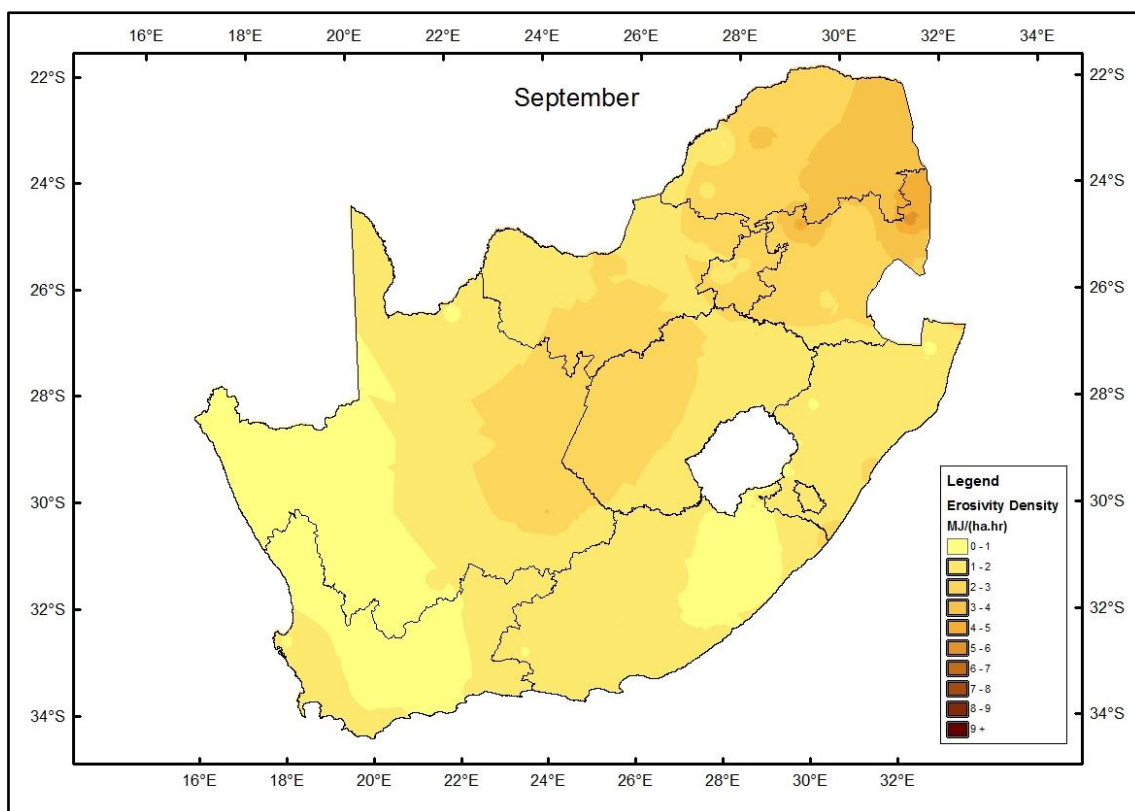 16°E 18°E 20°E 22°E 24°E 26°E 28°E 30°E 32°E 34°E
September
22°S 22°S
24°S 24°S
26°S 26°S
28°S 28°S
30°S 30°S
32°S 32°S
34°S 34°S
Legend
Erosivity Density
MJ/(ha.hr)
0 - 1
1 - 2
2 - 3
3 - 4
4 - 5
5 - 6
6 - 7
7 - 8
8 - 9
9 +
16°E 18°E 20°E 22°E 24°E 26°E 28°E 30°E 32°E